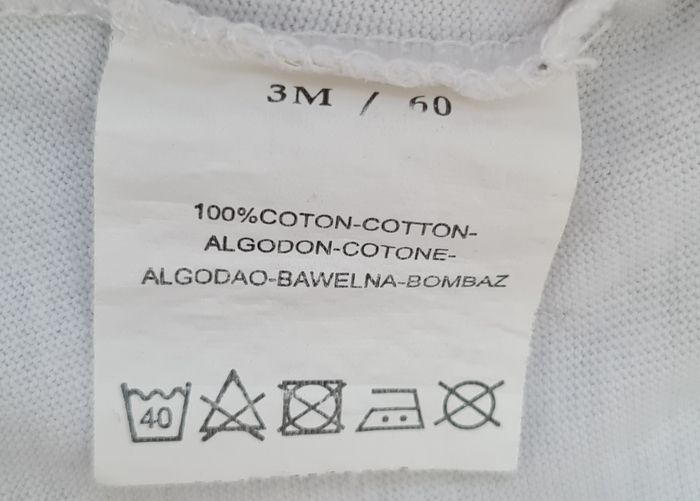 3M / 60
100%COTON-COTTON-
ALGODON-COTONE-
ALGODAO-BAWELNA-BOMBAZ
40